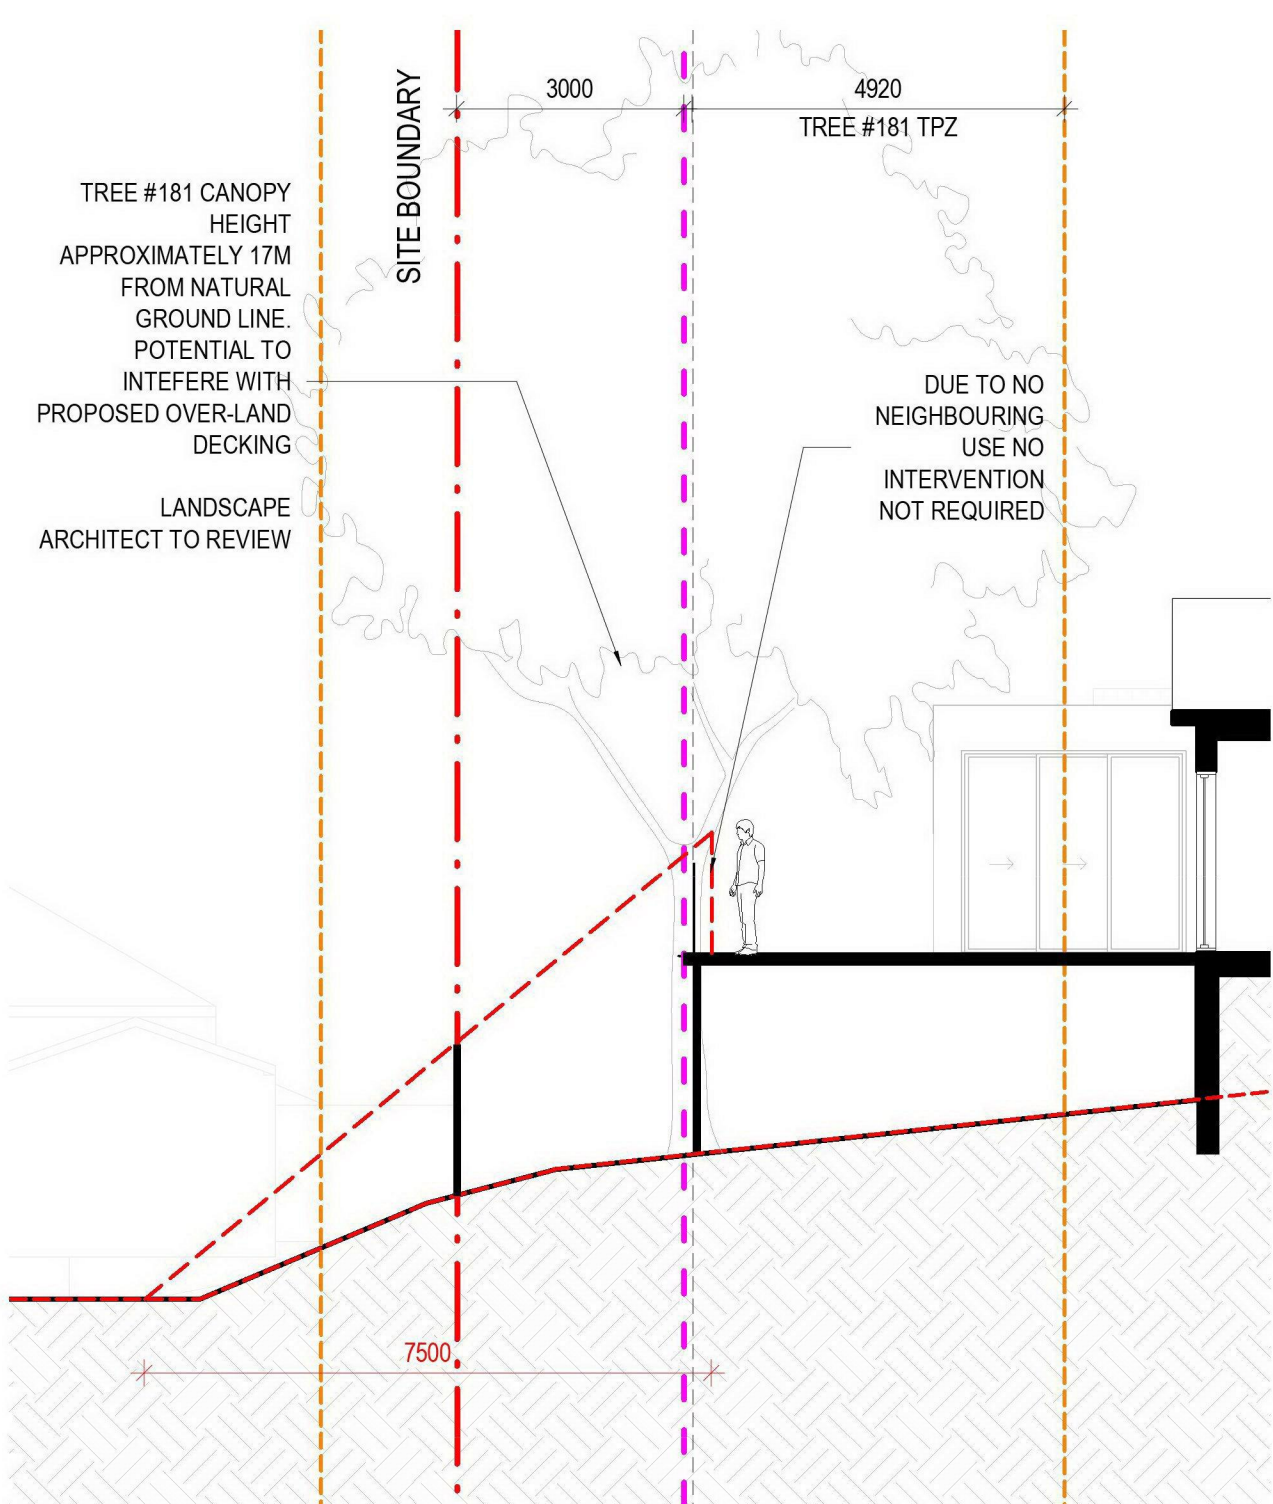 3000
4920
TREE #181 TPZ
SITE BOUNDARY
TREE #181 CANOPY
HEIGHT
APPROXIMATELY 17M
FROM NATURAL
GROUND LINE.
POTENTIAL TO
INTEFERE WITH
PROPOSED OVER-LAND
DECKING
LANDSCAPE
ARCHITECT TO REVIEW
DUE TO NO
NEIGHBOURING
USE NO
INTERVENTION
NOT REQUIRED
7500